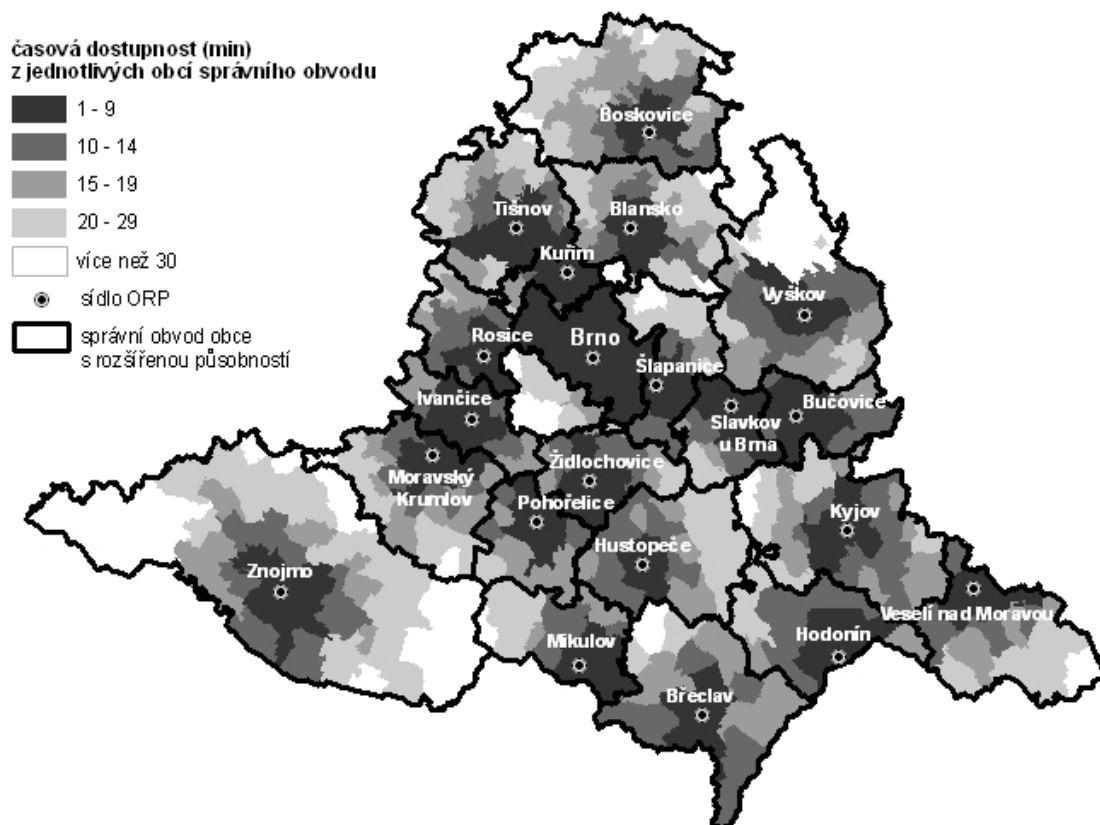 časová dostupnost (min)
z jednotlivých obcí správního obvodu
1 - 9
10 - 14
15 - 19
20 - 29
více než 30
sídlo ORP
správní obvod obce
s rozšířenou působností
Boskovice
Tišnov
Blansko
Kuřim
Vyškov
Rosice
Brno
Šlapanice
Ivančice
Slavkov
u Brna
Bučovice
Moravský
Krumlov
Židlochovice
Pohořelice
Kyjov
Hustopeče
Znojmo
Veselí nad Moravou
Mikulov
Hodonín
Břeclav